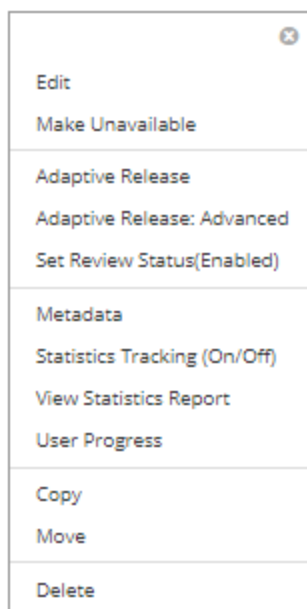 Edit
Make Unavailable
Adaptive Release
Adaptive Release: Advanced
Set Review Status(Enabled)
Metadata
Statistics Tracking (On/Off)
View Statistics Report
User Progress
Copy
Move
Delete